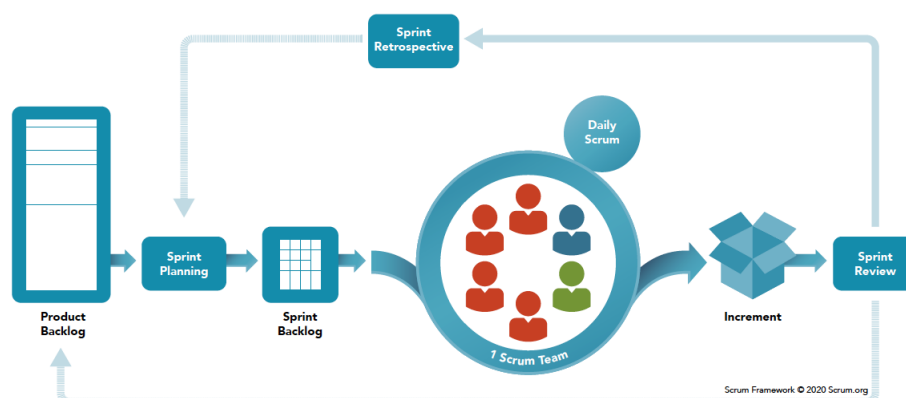 Sprint
Retrospective
Daily
Scrum
Sprint
Planning
Sprint
Review
Product
Backlog
Sprint
Backlog
1 Scrum Team
Increment
Scrum Framework © 2020 Scrum.org